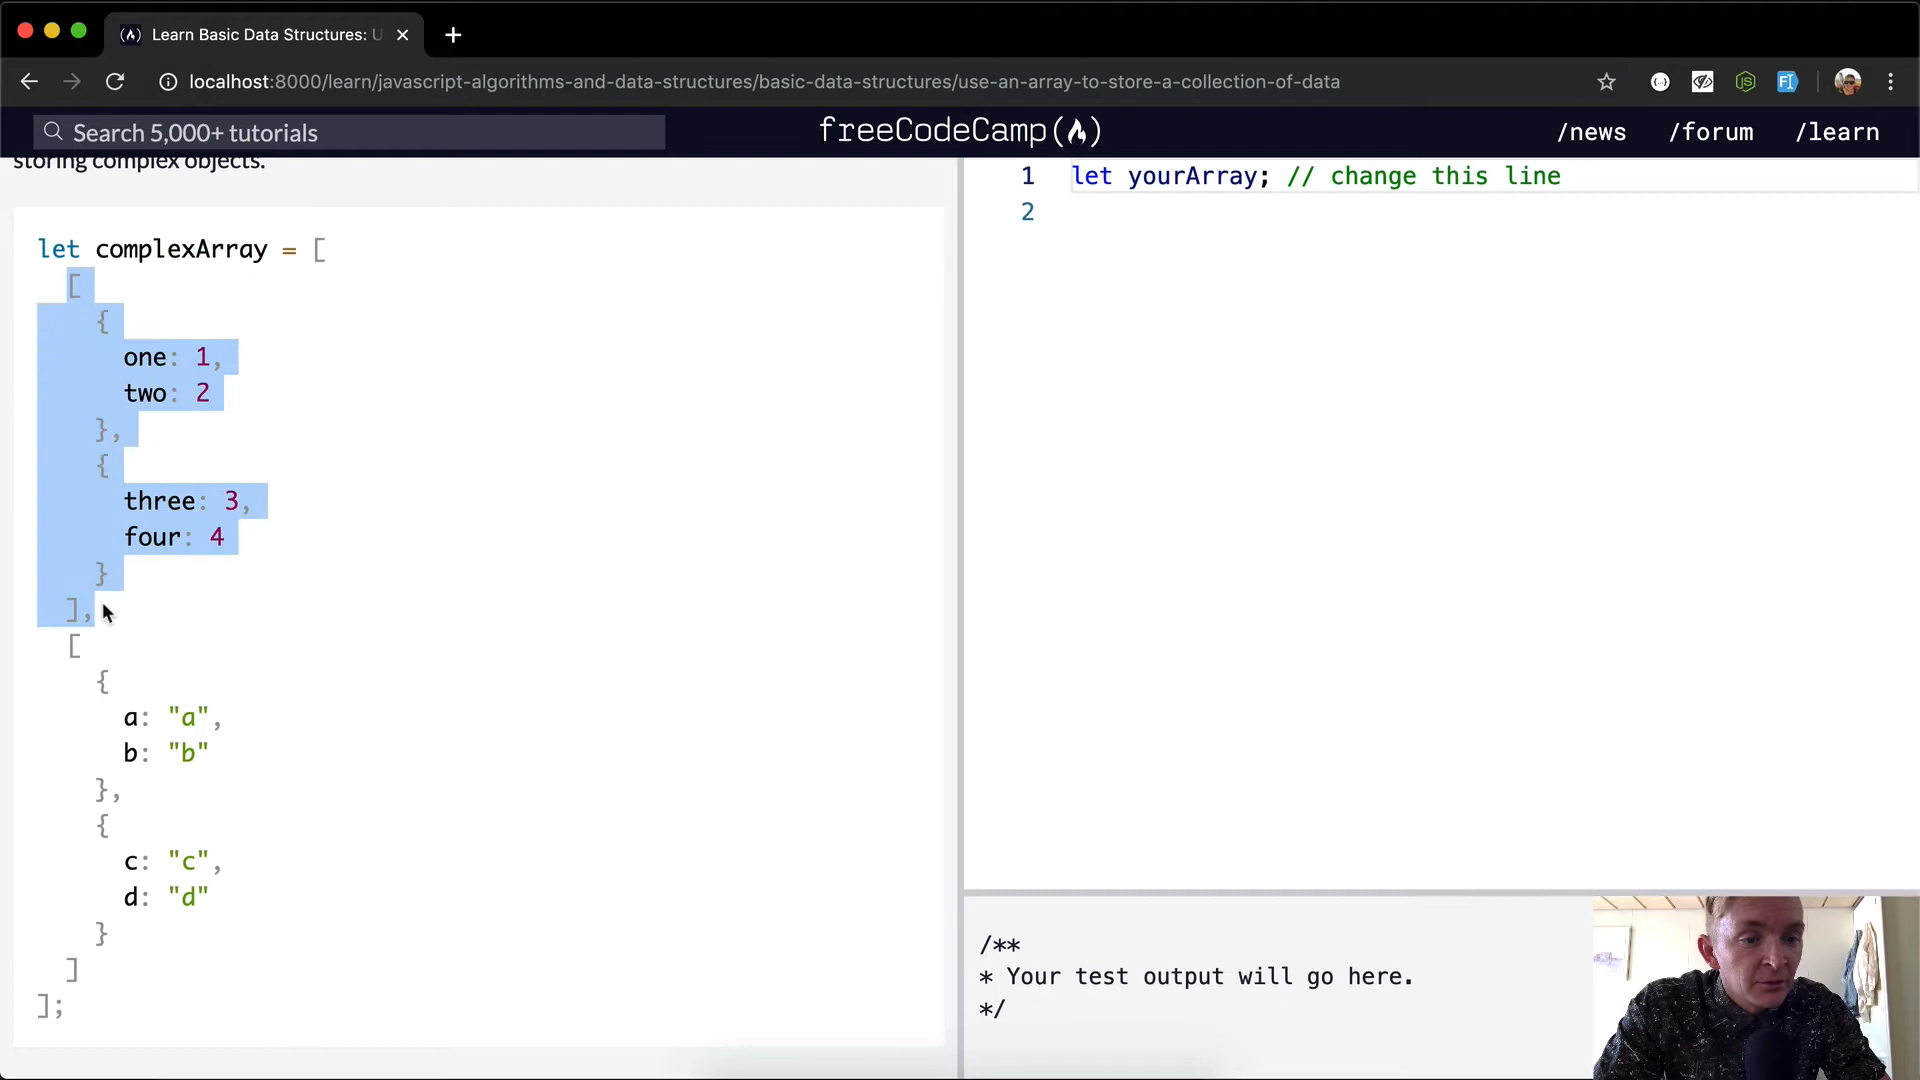 Learn Basic Data Structures: U
localhost:8000/learn/javascript-algorithms-and-data-structures/basic-data-structures/use-an-array-to-store-a-collection-of-data
Search 5,000+ tutorials
freeCodeCamp(🔥)
/news
/forum
/learn
storing complex objects.
let complexArray = [
[
{
one: 1,
two: 2
},
{
three: 3,
four: 4
}
],
[
{
a: "a",
b: "b"
},
{
c: "c",
d: "d"
}
]
];
1 let yourArray; // change this line
2
/**
* Your test output will go here.
*/